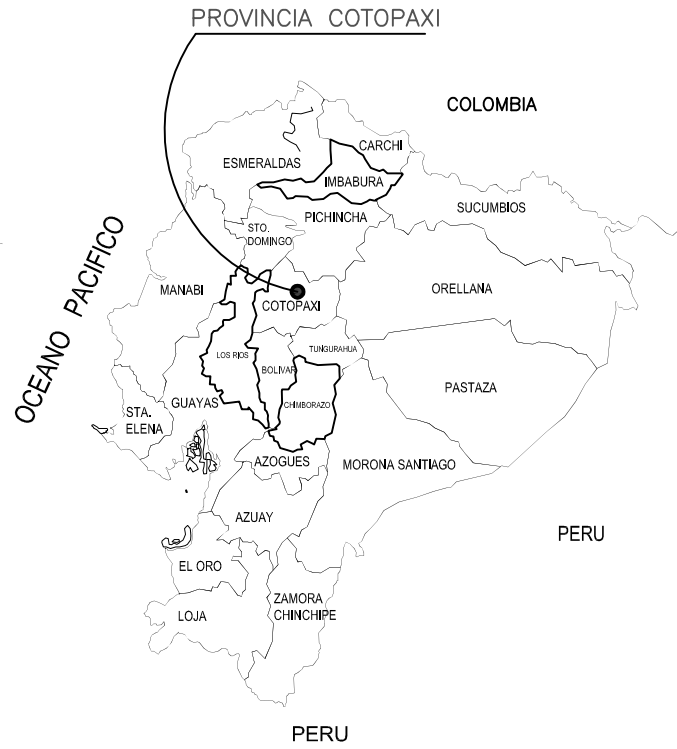 PROVINCIA COTOPAXI
COLOMBIA
CARCHI
ESMERALDAS
IMBABURA
SUCUMBIOS
PICHINCHA
STO.
DOMINGO
OCEANO PACIFICO
MANABI
ORELLANA
COTOPAXI
TUNGURAHUA
LOS RIOS
BOLIVAR
PASTAZA
GUAYAS
CHIMBORAZO
STA.
ELENA
AZOGUES
MORONA SANTIAGO
AZUAY
PERU
EL ORO
ZAMORA
CHINCHIPE
LOJA
PERU